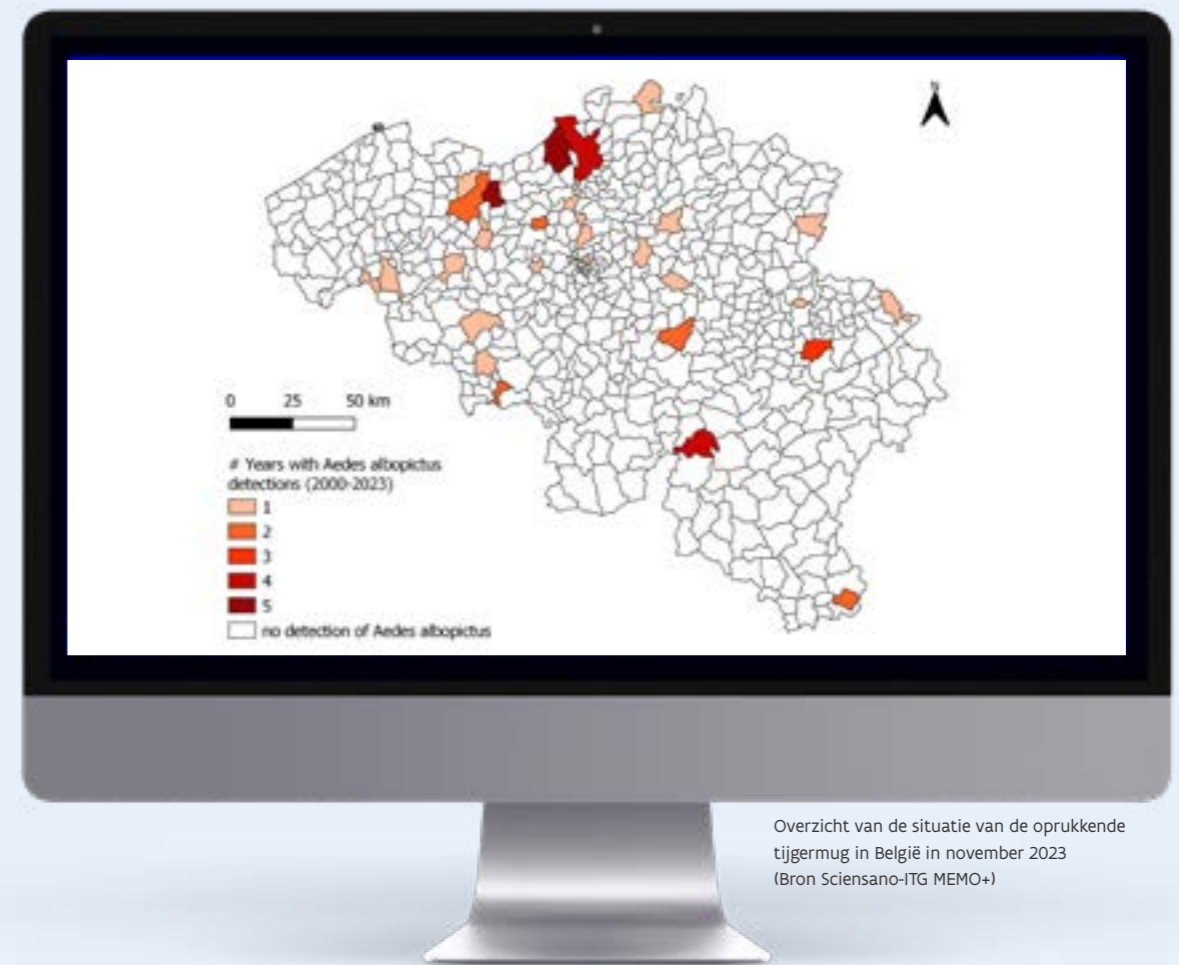 N
0 25 50 km
# Years with Aedes albopictus
detections (2000-2023)
1
2
3
4
5
no detection of Aedes albopictus
Overzicht van de situatie van de oprukkende
tijgermug in België in november 2023
(Bron Sciensano-ITG MEMO+)